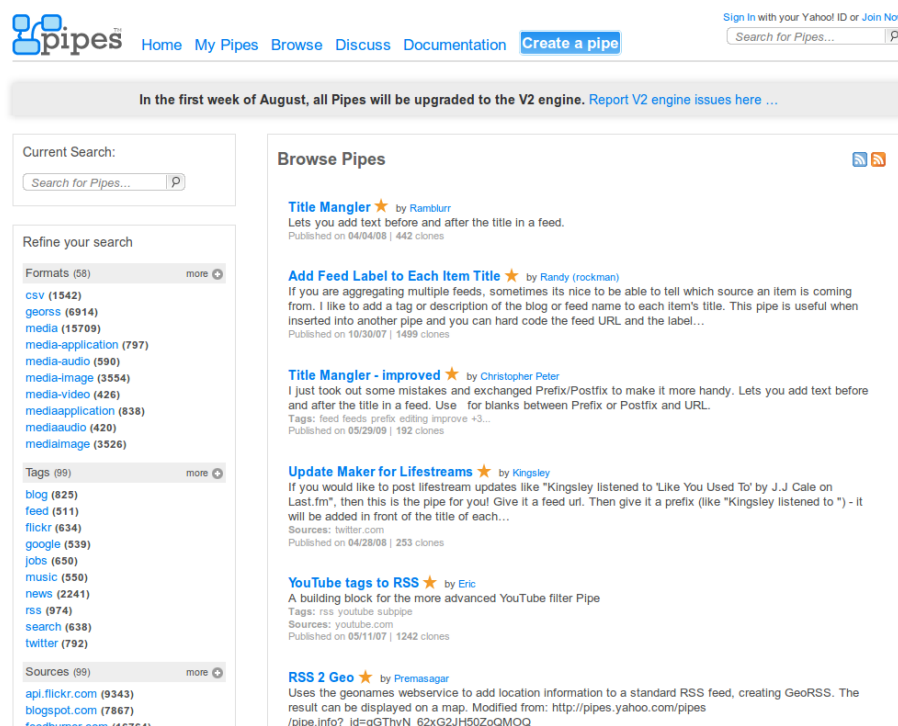 pipes™
Home My Pipes Browse Discuss Documentation Create a pipe
Sign In with your Yahoo! ID or Join
Search for Pipes...
In the first week of August, all Pipes will be upgraded to the V2 engine. Report V2 engine issues here …
Current Search:
Search for Pipes...
Refine your search
Formats (58) more
csv (1542)
georss (6914)
media (15709)
media-application (797)
media-audio (590)
media-image (3554)
media-video (426)
mediaapplication (838)
mediaaudio (420)
mediaimage (3526)
Tags (99) more
blog (825)
feed (511)
flickr (634)
google (539)
jobs (650)
music (550)
news (2241)
rss (974)
search (638)
twitter (792)
Sources (99) more
api.flickr.com (9343)
blogspot.com (7867)
Browse Pipes
Title Mangler by Ramblurr
Lets you add text before and after the title in a feed.
Published on 04/04/08 | 442 clones
Add Feed Label to Each Item Title by Randy (rockman)
If you are aggregating multiple feeds, sometimes its nice to be able to tell which source an item is coming
from. I like to add a tag or description of the blog or feed name to each item's title. This pipe is useful when
inserted into another pipe and you can hard code the feed URL and the label…
Published on 10/30/07 | 1499 clones
Title Mangler - improved by Christopher Peter
I just took out some mistakes and exchanged Prefix/Postfix to make it more handy. Lets you add text before
and after the title in a feed. Use for blanks between Prefix or Postfix and URL.
Tags: feed feeds prefix editing improve +3...
Published on 05/29/09 | 192 clones
Update Maker for Lifestreams by Kingsley
If you would like to post lifestream updates like "Kingsley listened to 'Like You Used To' by J.J Cale on
Last.fm", then this is the pipe for you! Give it a feed url. Then give it a prefix (like "Kingsley listened to ") - it
will be added in front of the title of each…
Sources: twitter.com
Published on 04/28/08 | 253 clones
YouTube tags to RSS by Eric
A building block for the more advanced YouTube filter Pipe
Tags: rss youtube subpipe
Sources: youtube.com
Published on 05/11/07 | 1242 clones
RSS 2 Geo by Premasagar
Uses the geonames webservice to add location information to a standard RSS feed, creating GeoRSS. The
result can be displayed on a map. Modified from: http://pipes.yahoo.com/pipes